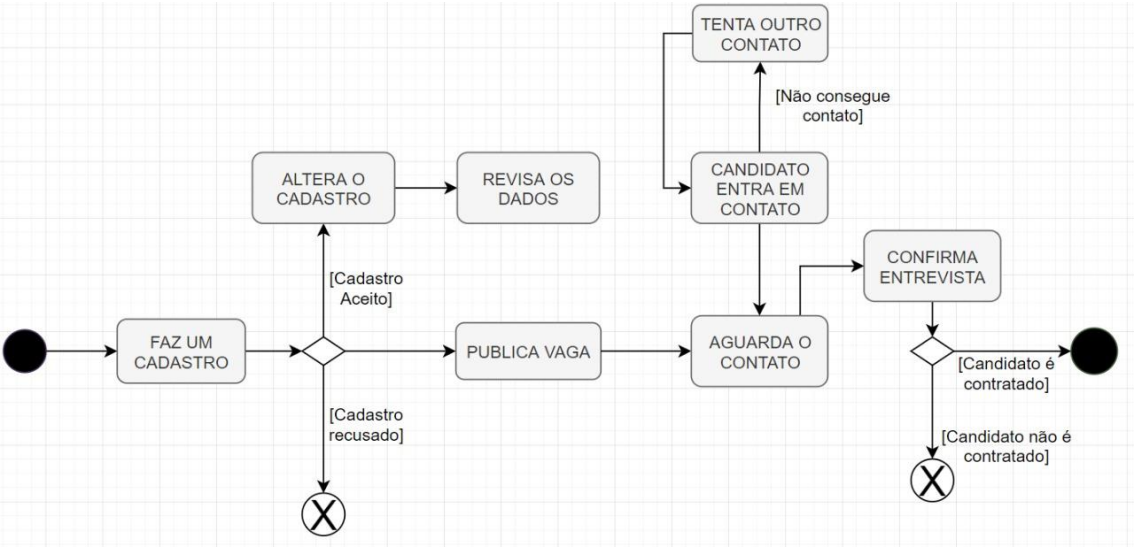 TENTA OUTRO
CONTATO
[Não consegue
contato]
ALTERA O
CADASTRO
REVISA OS
DADOS
CANDIDATO
ENTRA EM
CONTATO
[Cadastro
Aceito]
CONFIRMA
ENTREVISTA
FAZ UM
CADASTRO
PUBLICA VAGA
AGUARDA O
CONTATO
[Candidato é
contratado]
[Cadastro
recusado]
[Candidato não é
contratado]
X
X